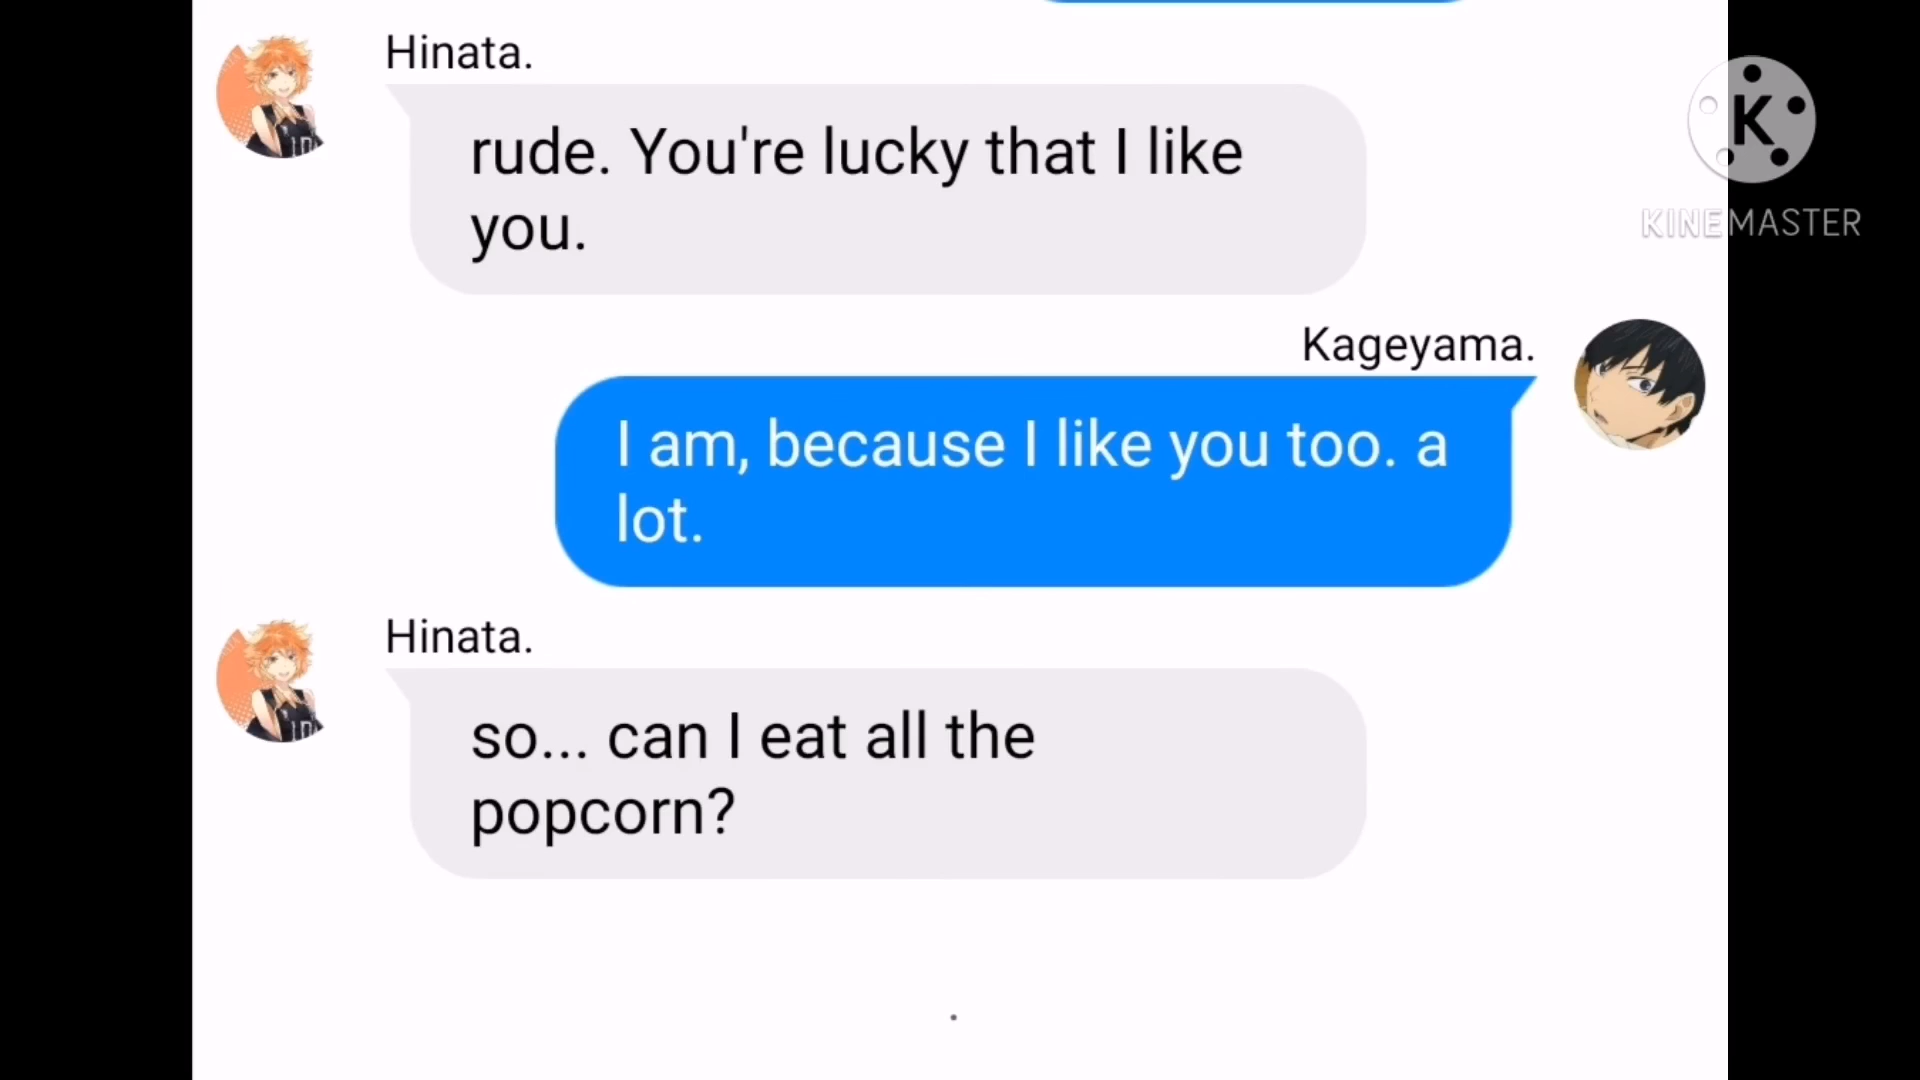 Hinata.
rude. You're lucky that I like
you.
K
KINEMASTER
Kageyama.
I am, because I like you too. a
lot.
Hinata.
so... can I eat all the
popcorn?